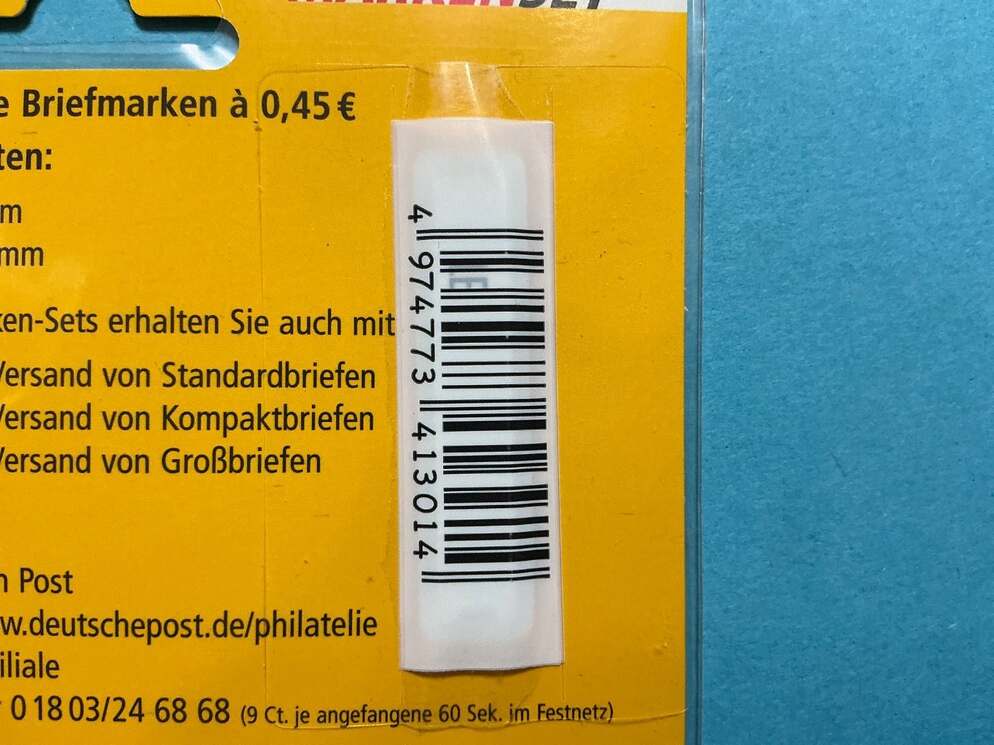 MARKENSET
e Briefmarken à 0,45 €
ten:
m
mm
ken-Sets erhalten Sie auch mit
Versand von Standardbriefen
Versand von Kompaktbriefen
Versand von Großbriefen
n Post
w.deutschepost.de/philatelie
iliale
0 18 03/24 68 68 (9 Ct. je angefangene 60 Sek. im Festnetz)
4 974773 413014